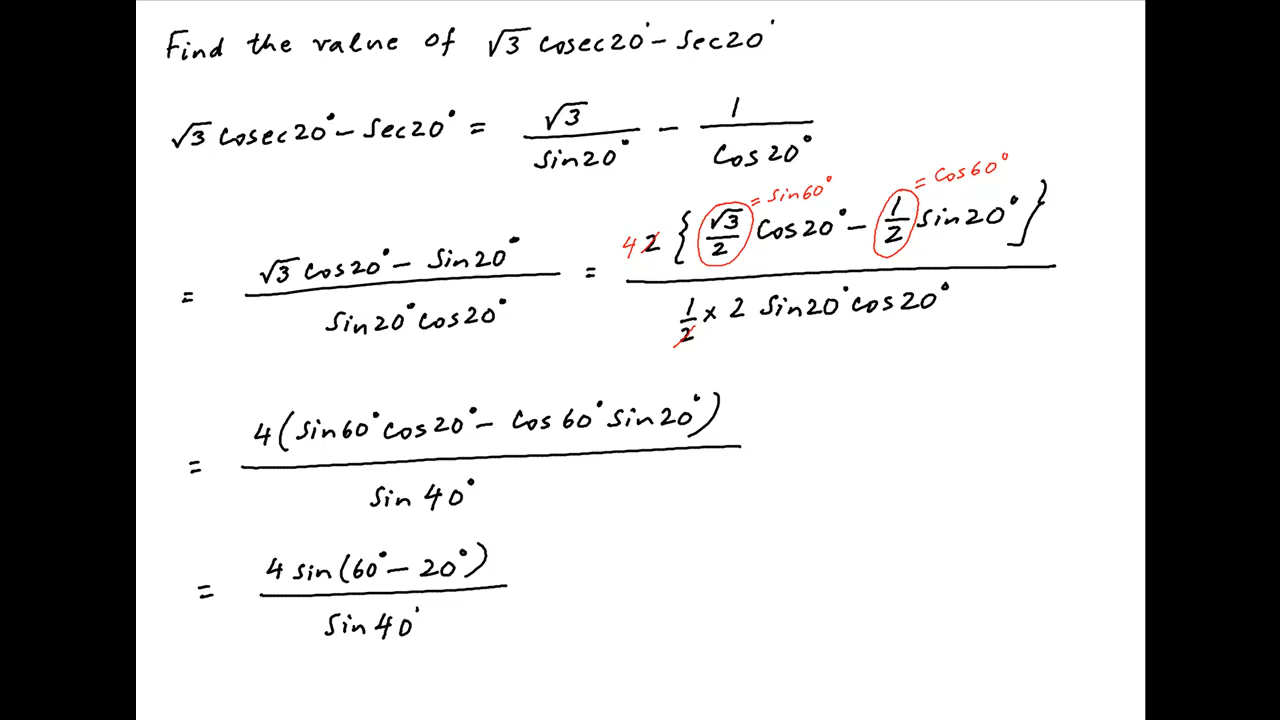 Find the value of √3 cosec20° - sec20°
√3 cosec20° - sec20° = √3/sin20° - 1/cos20°
= (√3 cos20° - sin20°)/(sin20° cos20°) = 4 2 { √3/2 = sin60° cos20° - 1/2 = cos60° sin20° } / (1/2 × 2 sin20° cos20°)
= 4(sin60° cos20° - cos60° sin20°)/sin40°
= 4 sin(60° - 20°)/sin40°